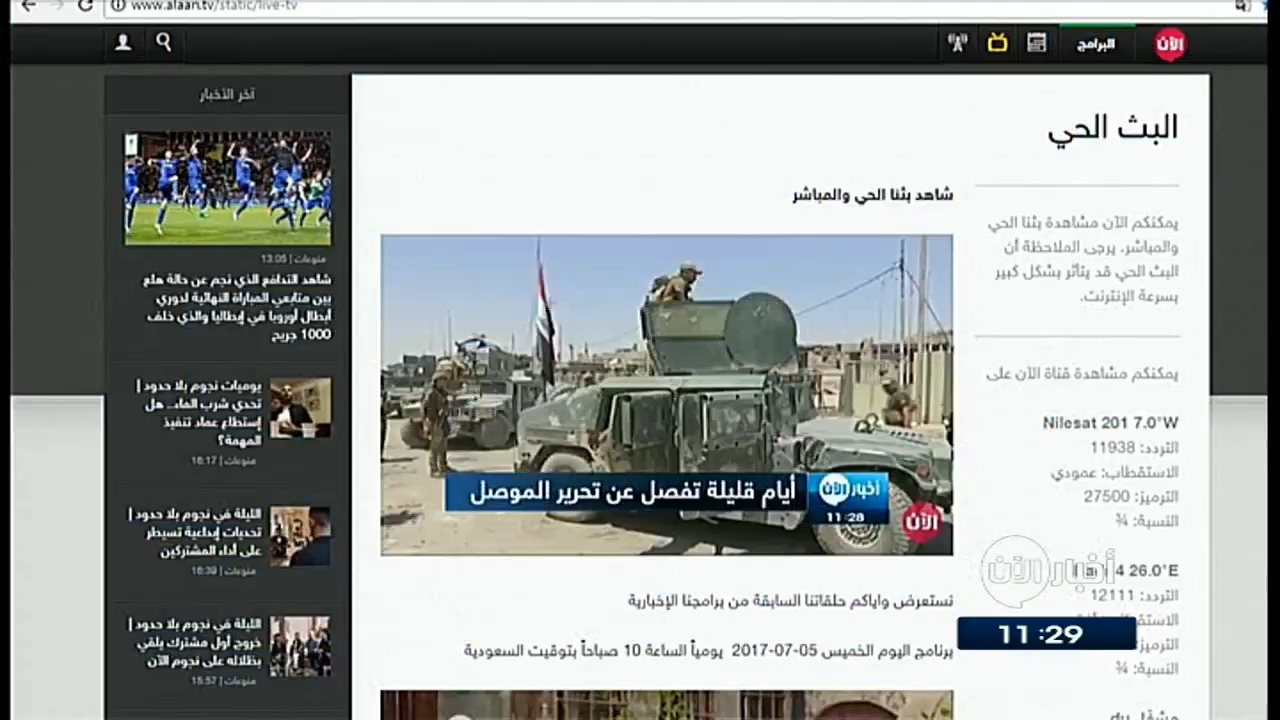 www.alaan.tv/static/live-tv
الآن
البرامج
البث الحي
يمكنكم الآن مشاهدة بثنا الحي
والمباشر. يرجى الملاحظة أن
البث الحي قد يتأثر بشكل كبير
بسرعة الإنترنت.
يمكنكم مشاهدة قناة الآن على
Nilesat 201 7.0°W
التردد: 11938
الاستقطاب: عمودي
الترميز: 27500
النسبة: ¾
4 26.0°E
التردد: 12111
الترميز:
النسبة: ¾
شاهد بثنا الحي والمباشر
أخبار الآن
أيام قليلة تفصل عن تحرير الموصل
11:28
الآن
نستعرض واياكم حلقاتنا السابقة من برامجنا الإخبارية
برنامج اليوم الخميس 05-07-2017 يومياً الساعة 10 صباحاً بتوقيت السعودية
آخر الأخبار
منوعات | 13:05
شاهد التدافع الذي نجم عن حالة هلع
بين متابعي المباراة النهائية لدوري
أبطال أوروبا في إيطاليا والذي خلف
1000 جريح
يوميات نجوم بلا حدود |
تحدي شرب الماء.. هل
إستطاع عماد تنفيذ
المهمة؟
منوعات | 16:17
الليلة في نجوم بلا حدود |
تحديات إبداعية تسيطر
على أداء المشتركين
منوعات | 16:39
الليلة في نجوم بلا حدود |
خروج أول مشترك يلقي
بظلاله على نجوم الآن
منوعات | 15:57
أخبار الآن
11:29